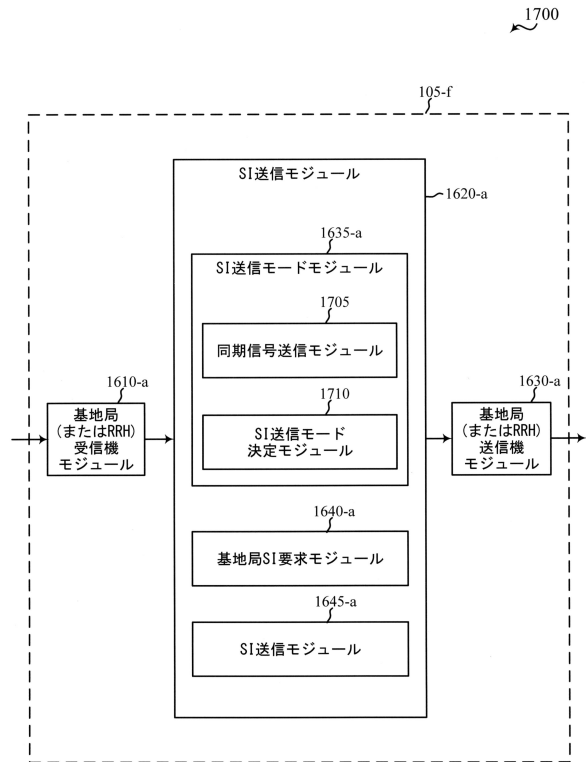 1700
105-f
SI送信モジュール
1620-a
1635-a
SI送信モードモジュール
1705
同期信号送信モジュール
1610-a
基地局
(またはRRH)
受信機
モジュール
1710
SI送信モード
決定モジュール
1630-a
基地局
(またはRRH)
送信機
モジュール
1640-a
基地局SI要求モジュール
1645-a
SI送信モジュール